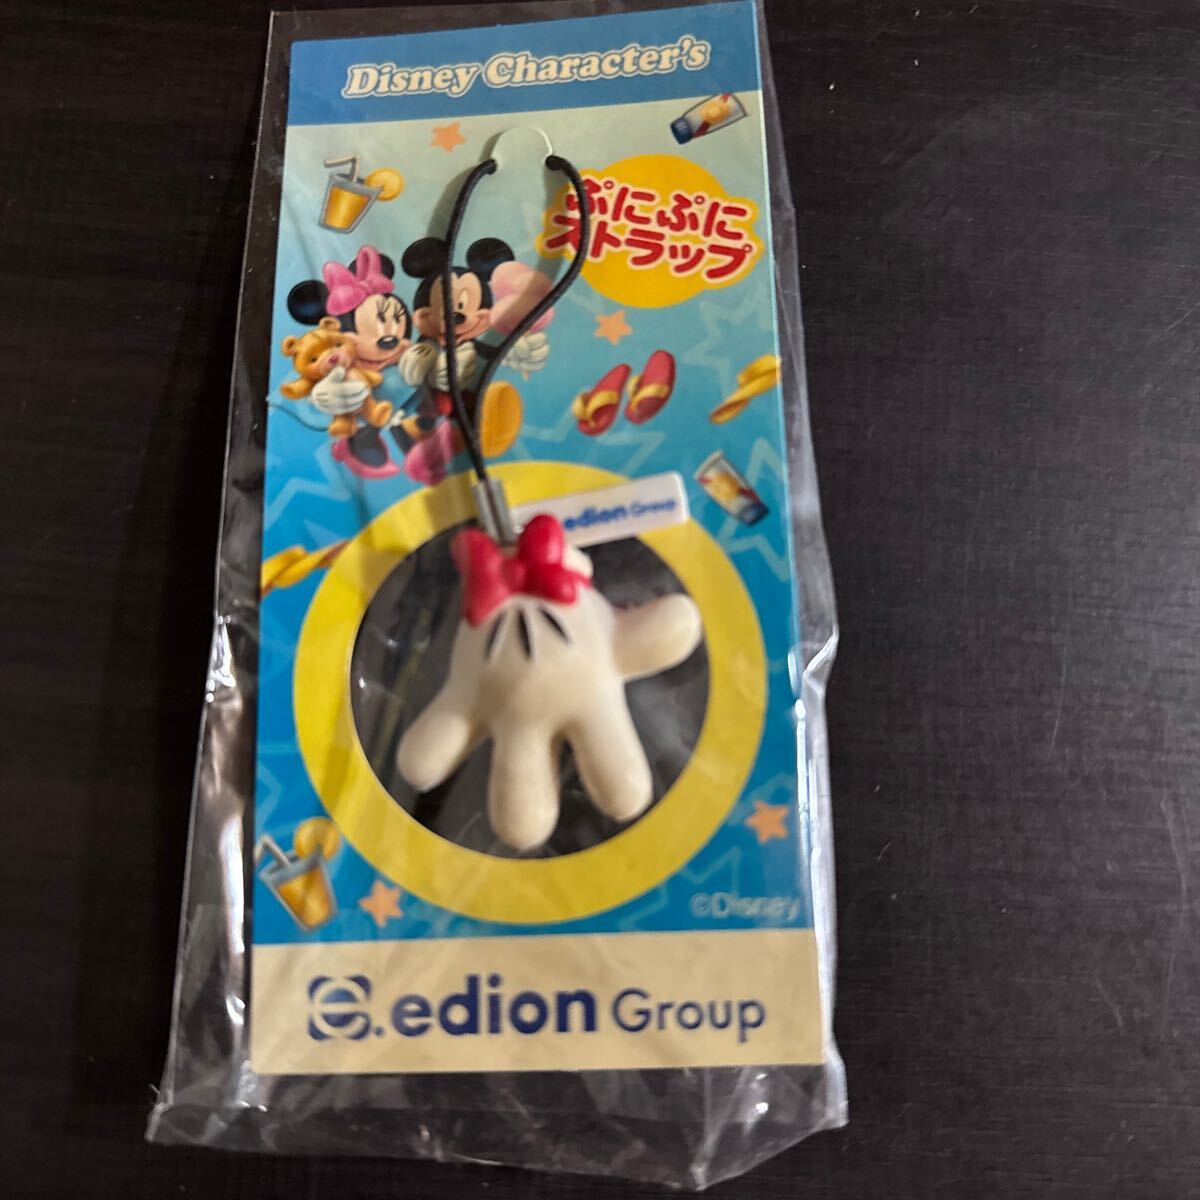 Disney Character's
ぷにぷに
ストラップ
edion Group
©Disney
e.edion Group